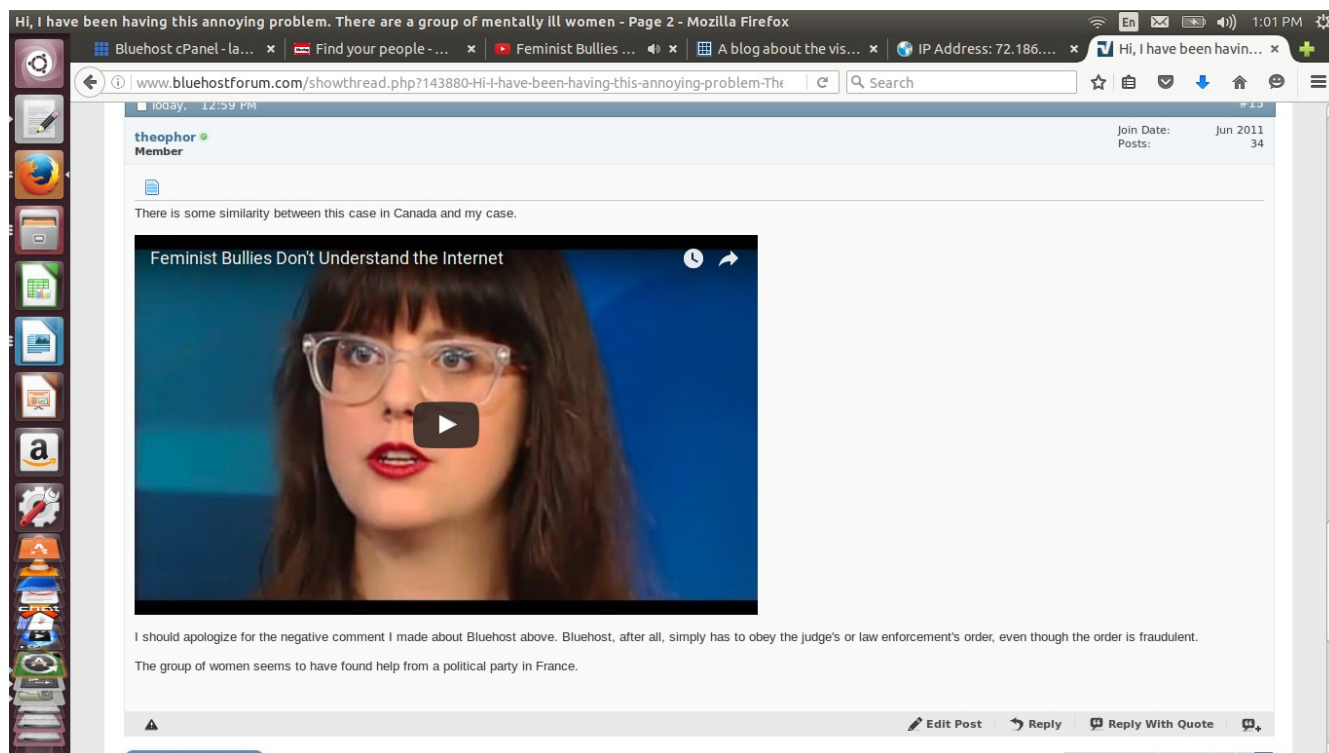 Hi, I have been having this annoying problem. There are a group of mentally ill women - Page 2 - Mozilla Firefox
En
1:01 PM
Bluehost cPanel - la...
Find your people - ...
Feminist Bullies ...
A blog about the vis...
IP Address: 72.186....
Hi, I have been havin...
www.bluehostforum.com/showthread.php?143880-Hi-I-have-been-having-this-annoying-problem-The
Search
Today, 12:59 PM
#15
theophor
Member
Join Date: Jun 2011
Posts: 34
There is some similarity between this case in Canada and my case.
Feminist Bullies Don't Understand the Internet
I should apologize for the negative comment I made about Bluehost above. Bluehost, after all, simply has to obey the judge's or law enforcement's order, even though the order is fraudulent.
The group of women seems to have found help from a political party in France.
Edit Post
Reply
Reply With Quote